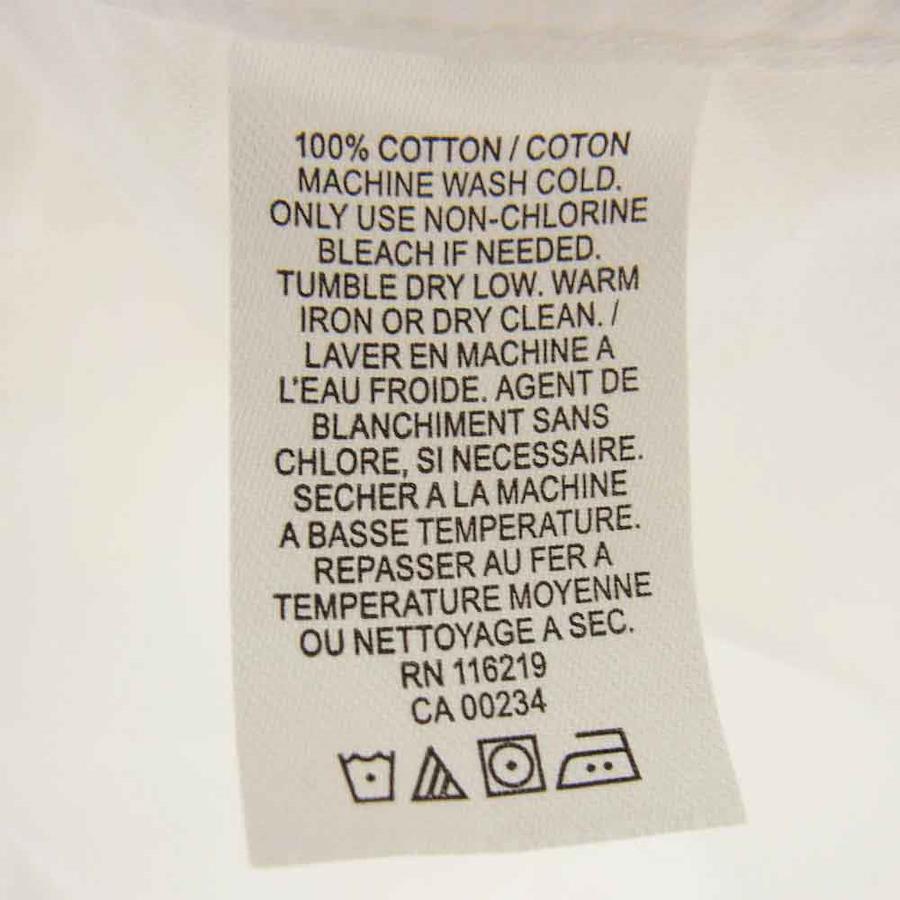 100% COTTON / COTON
MACHINE WASH COLD.
ONLY USE NON-CHLORINE
BLEACH IF NEEDED.
TUMBLE DRY LOW. WARM
IRON OR DRY CLEAN. /
LAVER EN MACHINE A
L'EAU FROIDE. AGENT DE
BLANCHIMENT SANS
CHLORE, SI NECESSAIRE.
SECHER A LA MACHINE
A BASSE TEMPERATURE.
REPASSER AU FER A
TEMPERATURE MOYENNE
OU NETTOYAGE A SEC.
RN 116219
CA 00234